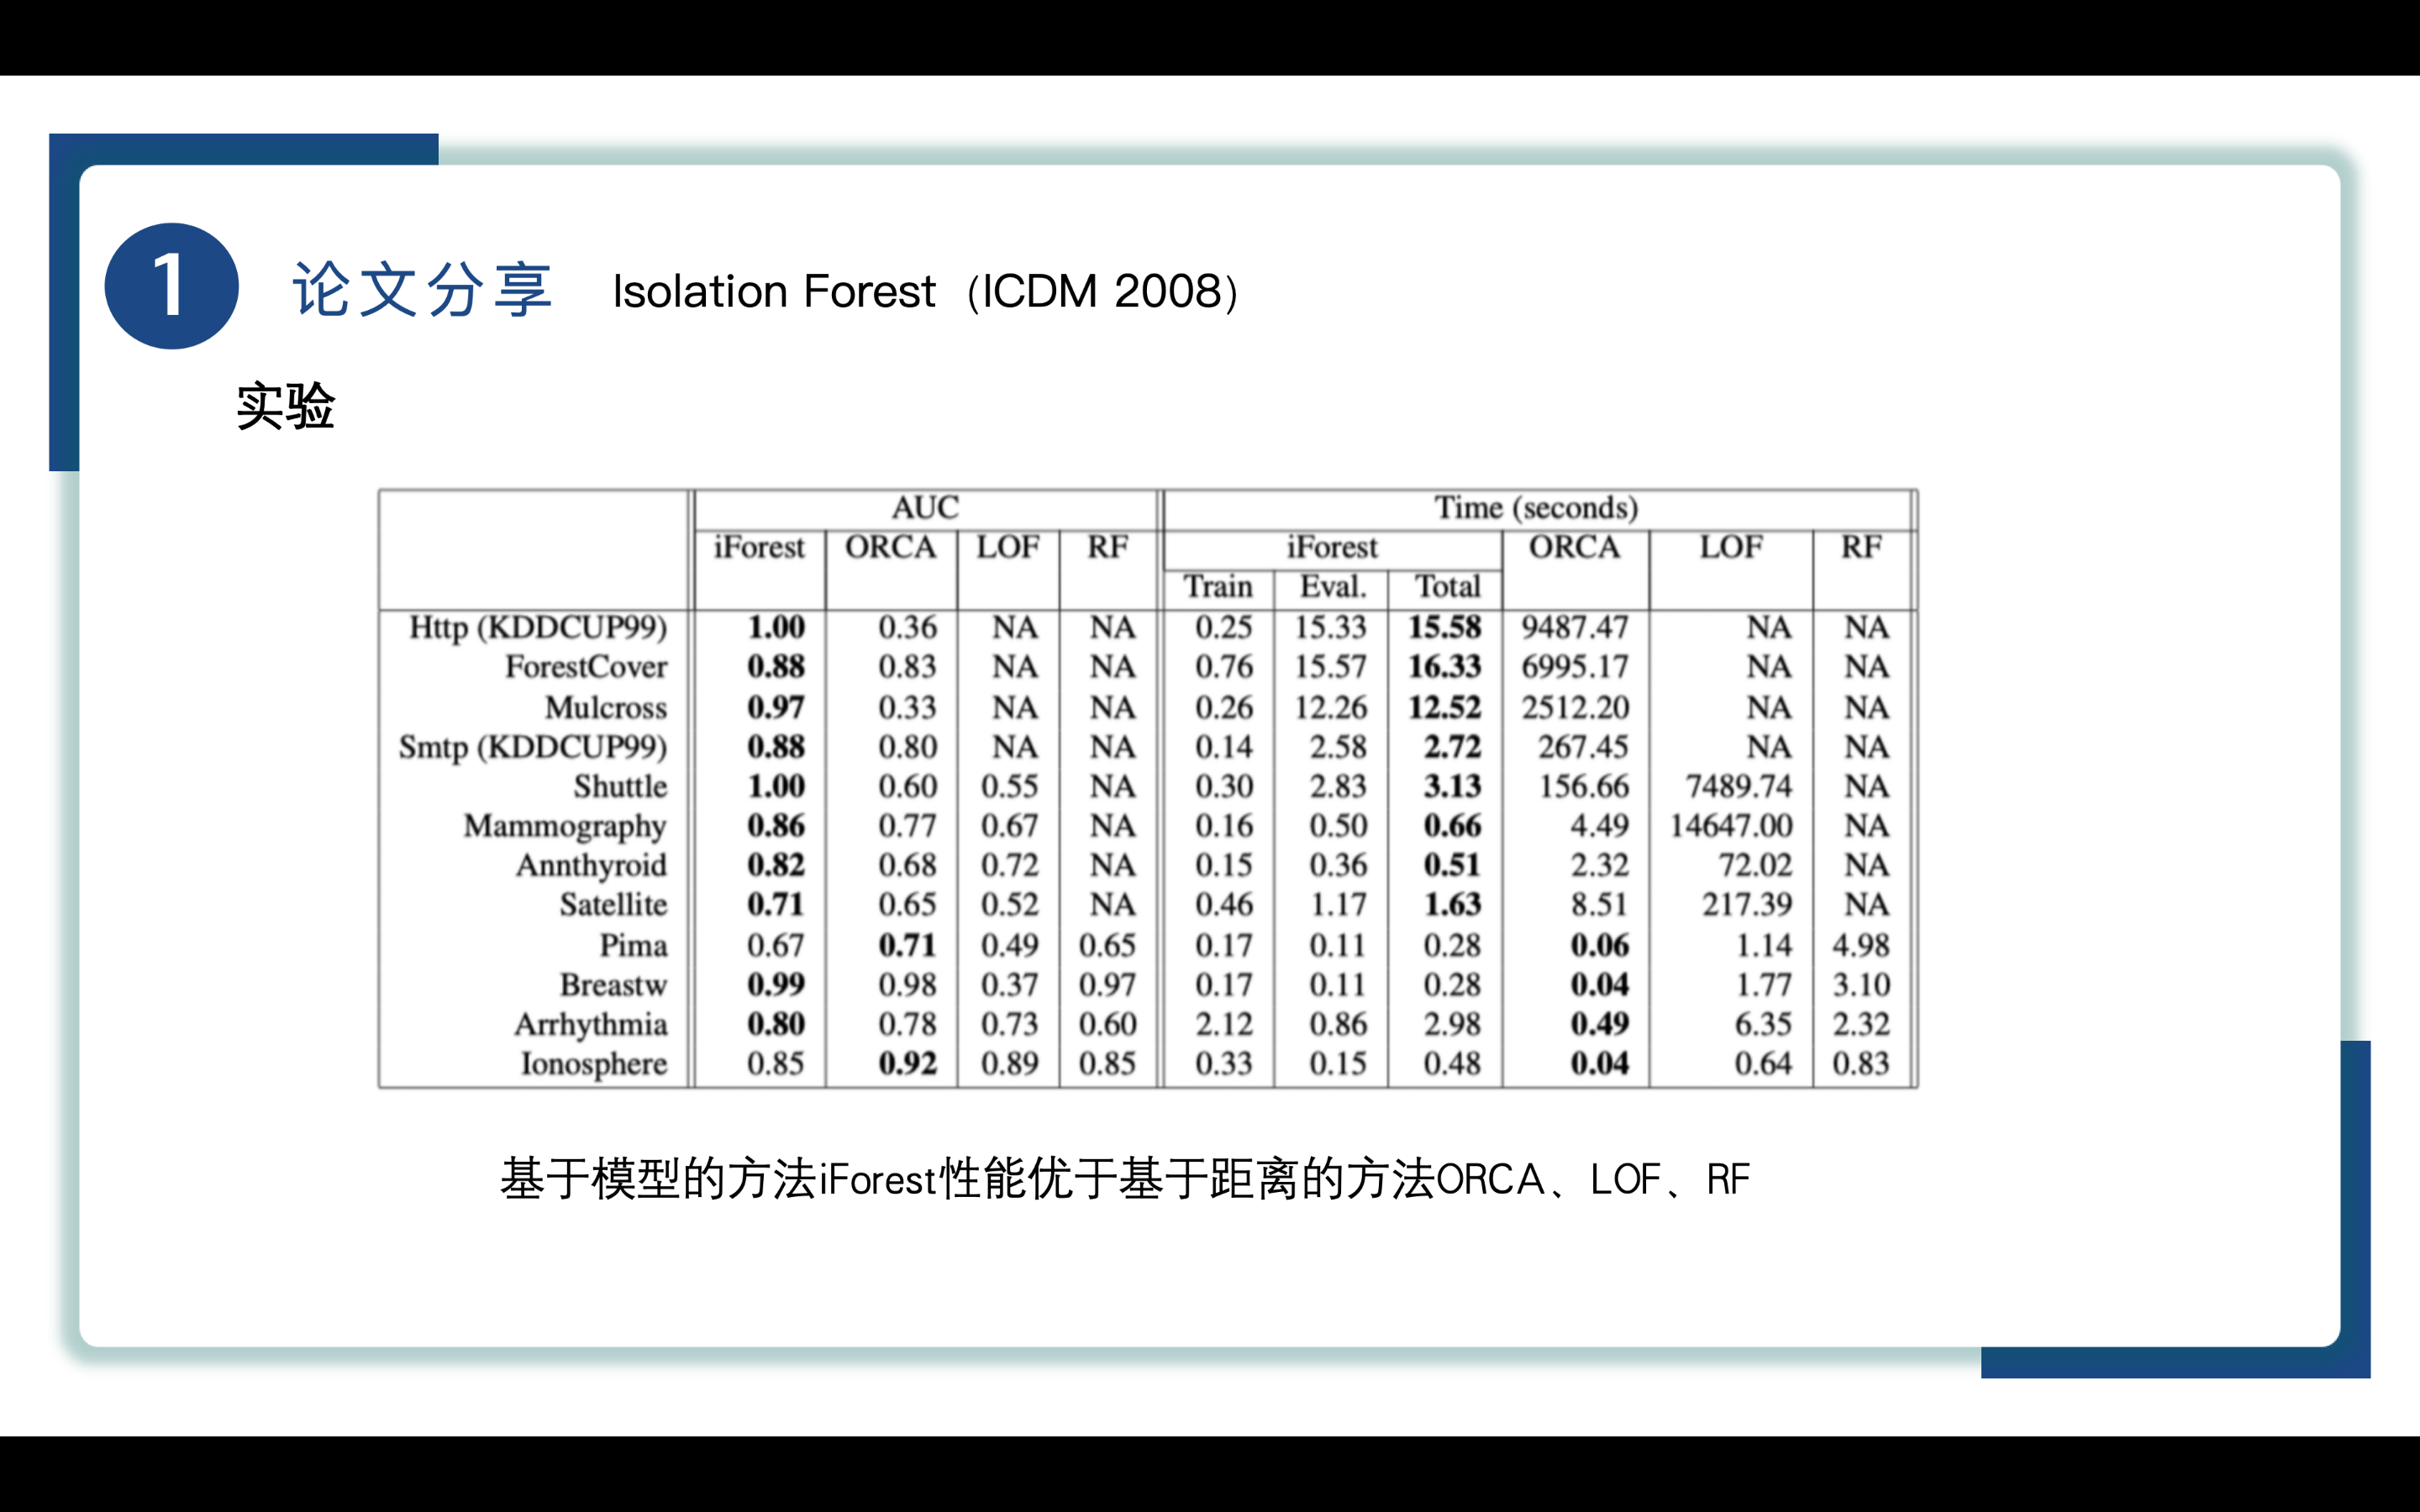 1 论文分享 Isolation Forest（ICDM 2008）
实验
AUC Time (seconds)
iForest ORCA LOF RF iForest ORCA LOF RF
Train Eval. Total
Http (KDDCUP99) 1.00 0.36 NA NA 0.25 15.33 15.58 9487.47 NA NA
ForestCover 0.88 0.83 NA NA 0.76 15.57 16.33 6995.17 NA NA
Mulcross 0.97 0.33 NA NA 0.26 12.26 12.52 2512.20 NA NA
Smtp (KDDCUP99) 0.88 0.80 NA NA 0.14 2.58 2.72 267.45 NA NA
Shuttle 1.00 0.60 0.55 NA 0.30 2.83 3.13 156.66 7489.74 NA
Mammography 0.86 0.77 0.67 NA 0.16 0.50 0.66 4.49 14647.00 NA
Annthyroid 0.82 0.68 0.72 NA 0.15 0.36 0.51 2.32 72.02 NA
Satellite 0.71 0.65 0.52 NA 0.46 1.17 1.63 8.51 217.39 NA
Pima 0.67 0.71 0.49 0.65 0.17 0.11 0.28 0.06 1.14 4.98
Breastw 0.99 0.98 0.37 0.97 0.17 0.11 0.28 0.04 1.77 3.10
Arrhythmia 0.80 0.78 0.73 0.60 2.12 0.86 2.98 0.49 6.35 2.32
Ionosphere 0.85 0.92 0.89 0.85 0.33 0.15 0.48 0.04 0.64 0.83
基于模型的方法iForest性能优于基于距离的方法ORCA、LOF、RF